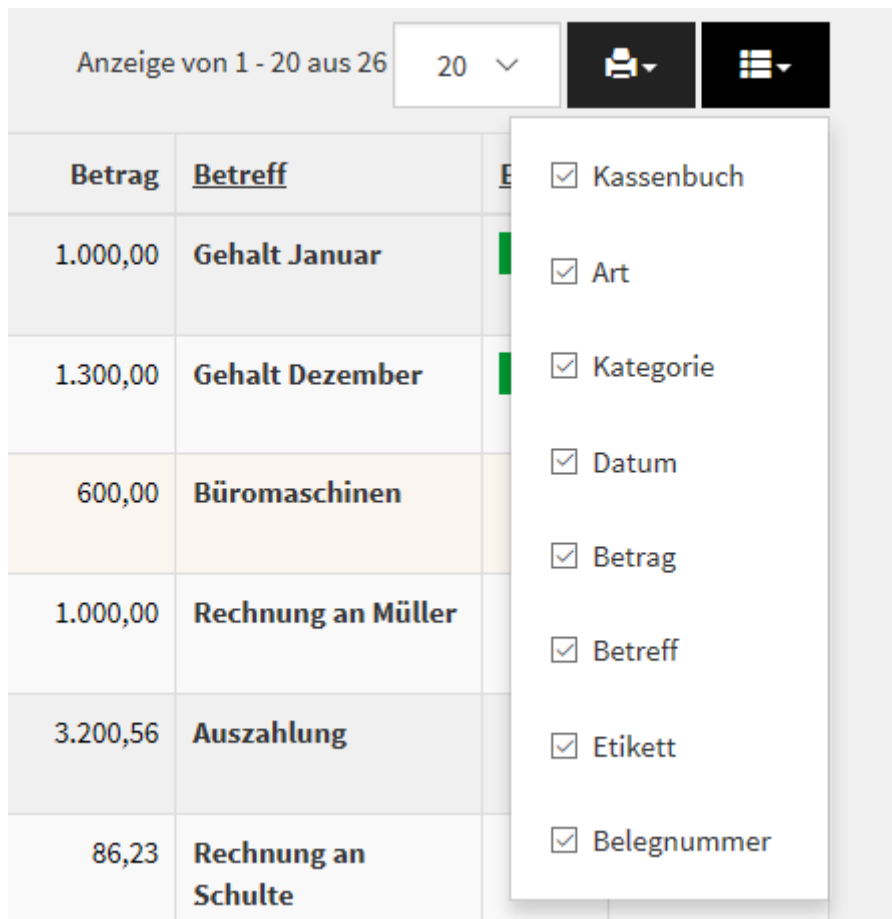 Anzeige von 1 - 20 aus 26 20
Betrag Betreff
Kassenbuch
1.000,00 Gehalt Januar
Art
1.300,00 Gehalt Dezember
Kategorie
600,00 Büromaschinen
Datum
Betrag
1.000,00 Rechnung an Müller
Betreff
3.200,56 Auszahlung
Etikett
86,23 Rechnung an
Schulte
Belegnummer